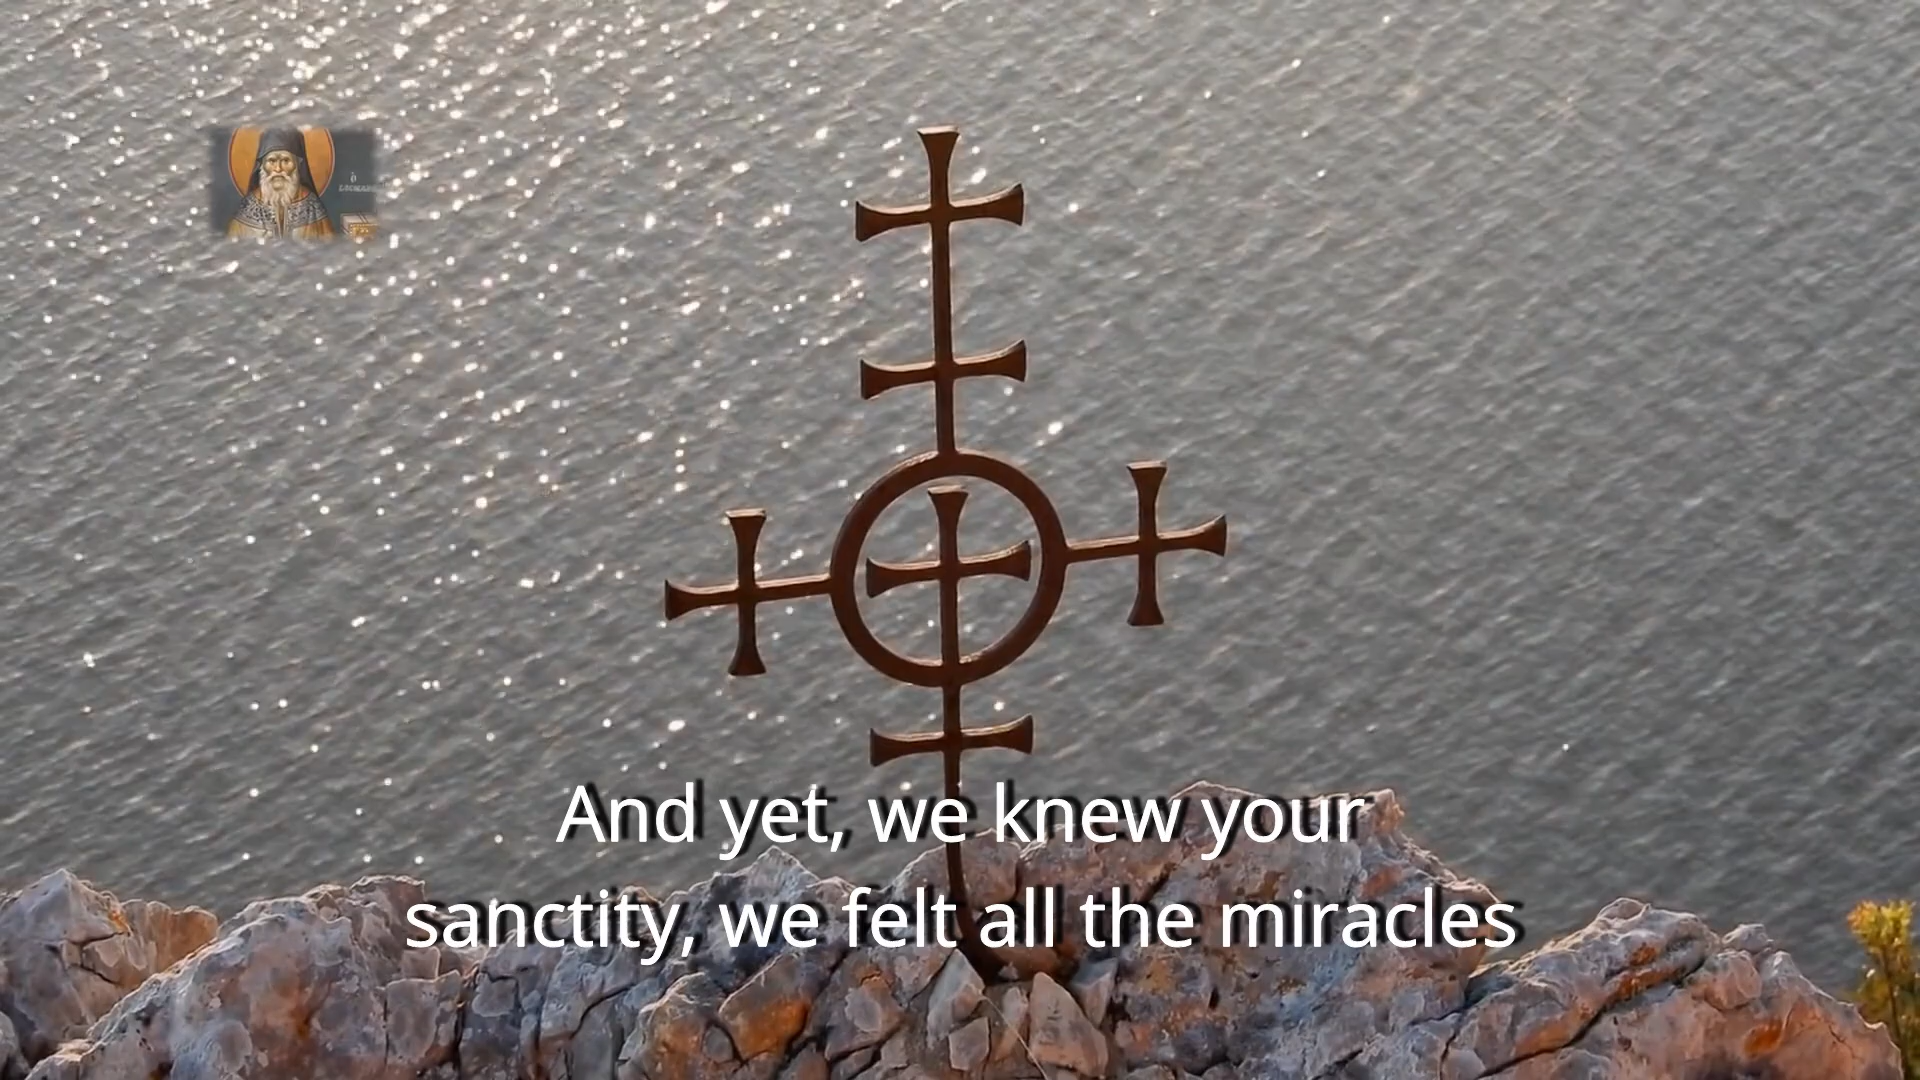 And yet, we knew your
sanctity, we felt all the miracles